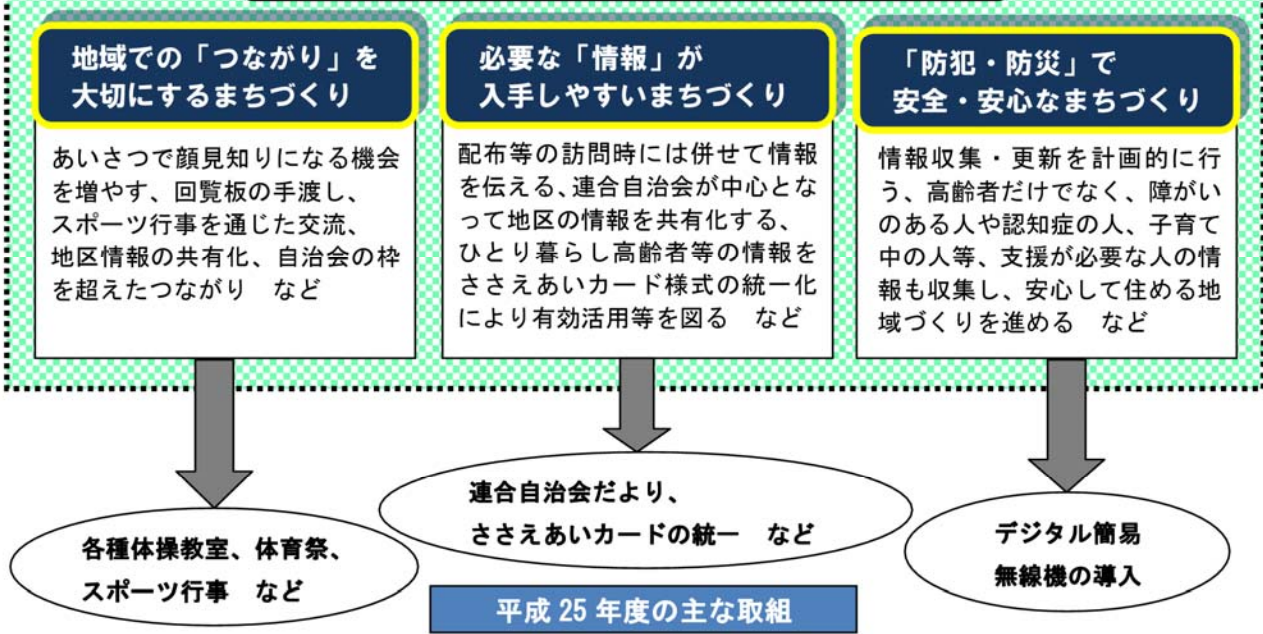 地域での「つながり」を
大切にするまちづくり
あいさつで顔見知りになる機会
を増やす、回覧板の手渡し、
スポーツ行事を通じた交流、
地区情報の共有化、自治会の枠
を超えたつながり　など
必要な「情報」が
入手しやすいまちづくり
配布等の訪問時には併せて情報
を伝える、連合自治会が中心とな
って地区の情報を共有化する、
ひとり暮らし高齢者等の情報を
ささえあいカード様式の統一化
により有効活用等を図る　など
「防犯・防災」で
安全・安心なまちづくり
情報収集・更新を計画的に行
う、高齢者だけでなく、障がい
のある人や認知症の人、子育て
中の人等、支援が必要な人の情
報も収集し、安心して住める地
域づくりを進める　など
各種体操教室、体育祭、
スポーツ行事　など
連合自治会だより、
ささえあいカードの統一　など
デジタル簡易
無線機の導入
平成 25 年度の主な取組